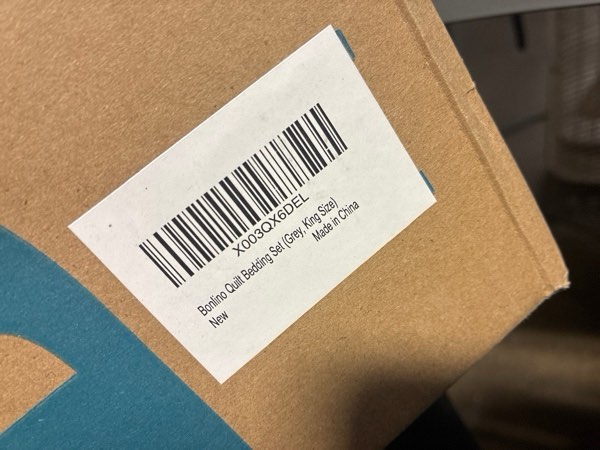 X003QX6DEL
Bonlino Quilt Bedding Set (Grey, King Size)
New
Made in China